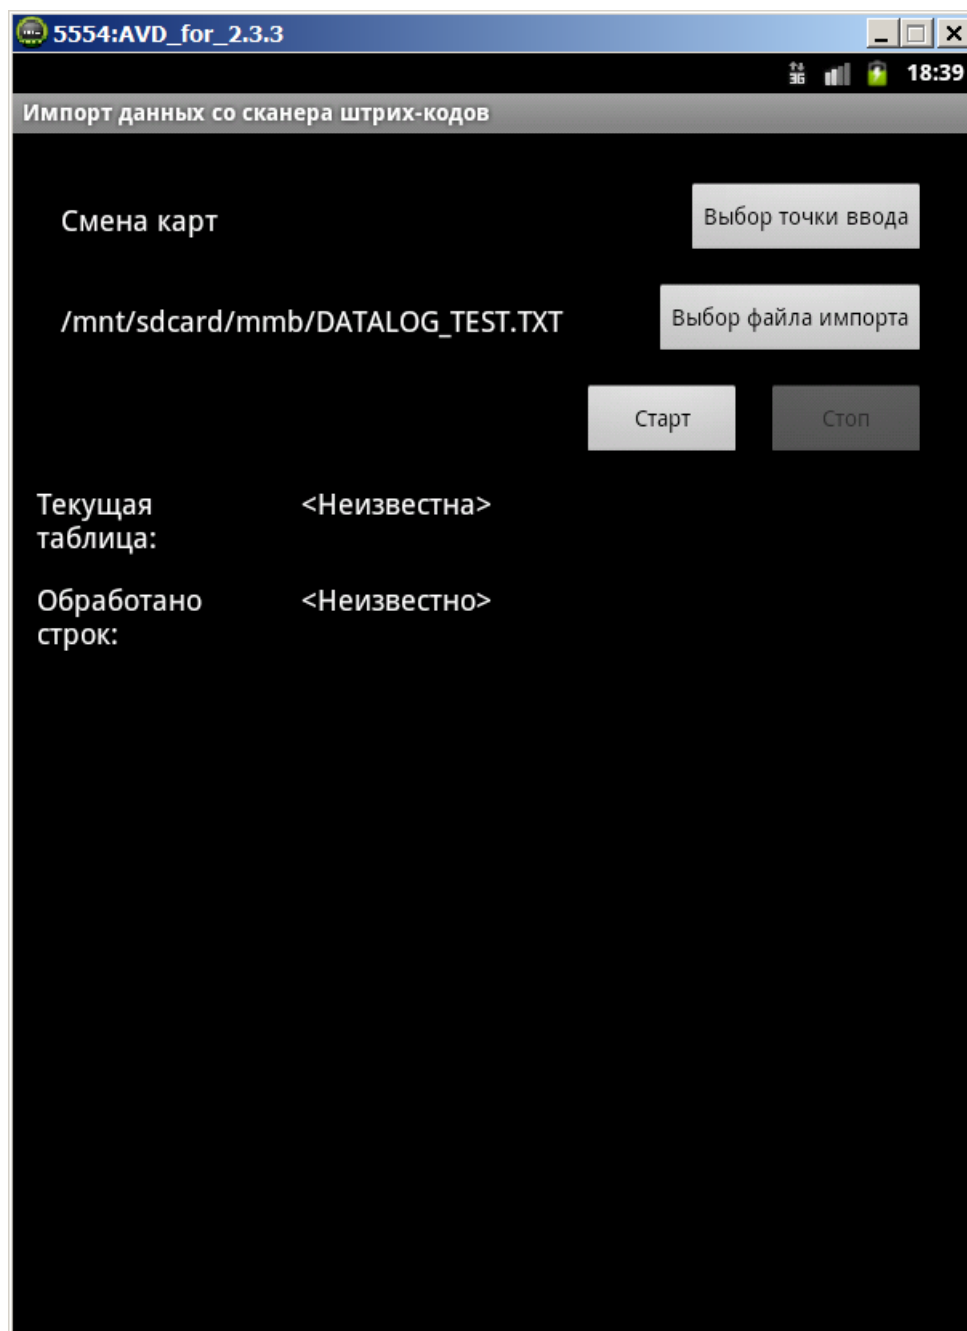 5554:AVD_for_2.3.3
3G 18:39
Импорт данных со сканера штрих-кодов
Смена карт Выбор точки ввода
/mnt/sdcard/mmb/DATALOG_TEST.TXT Выбор файла импорта
Старт Стоп
Текущая <Неизвестна>
таблица:
Обработано <Неизвестно>
строк: